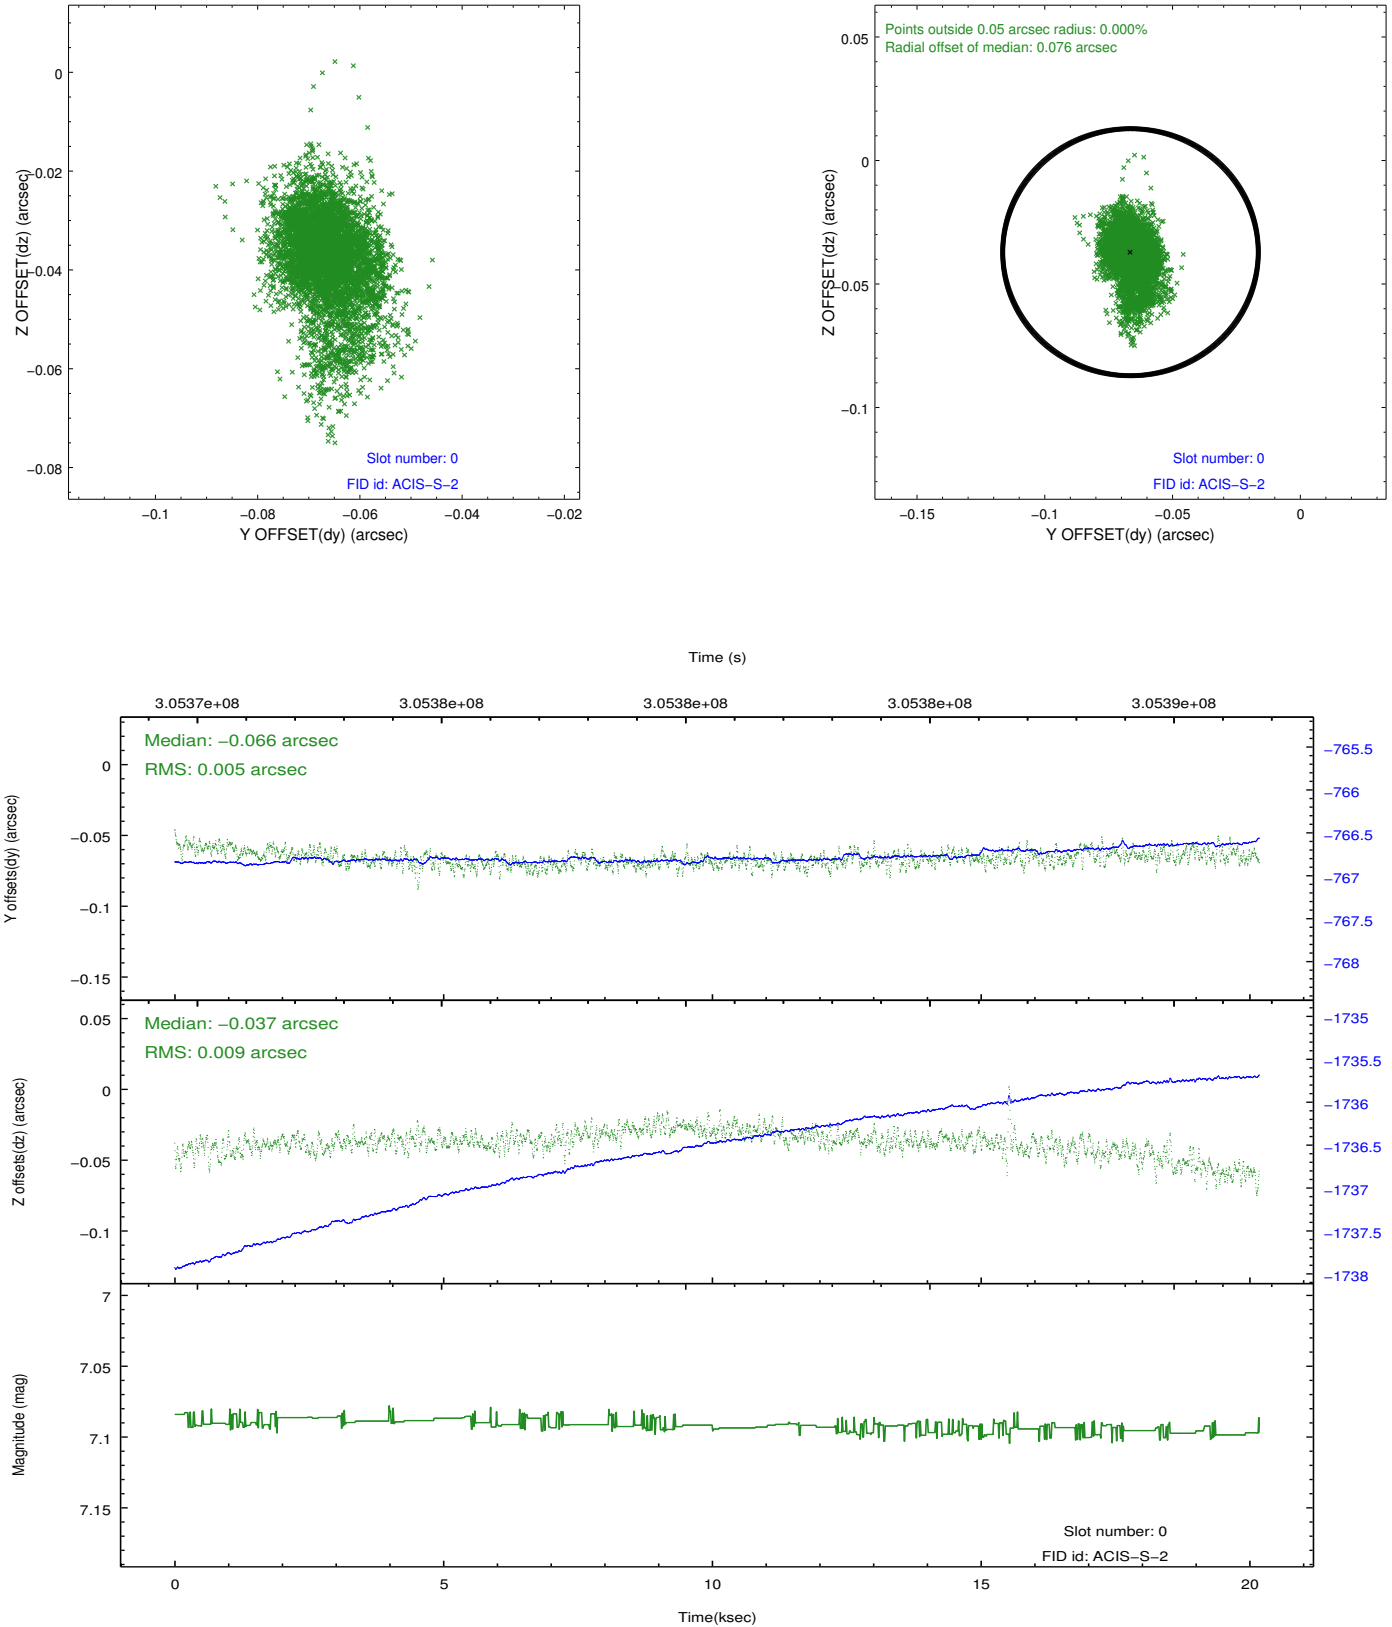 0
−0.02
−0.04
−0.06
−0.08
Z OFFSET(dz) (arcsec)
Slot number: 0
FID id: ACIS−S−2
−0.1
−0.08
−0.06
−0.04
−0.02
Y OFFSET(dy) (arcsec)
Points outside 0.05 arcsec radius: 0.000%
Radial offset of median: 0.076 arcsec
0.05
0
−0.05
−0.1
Z OFFSET(dz) (arcsec)
Slot number: 0
FID id: ACIS−S−2
−0.15
−0.1
−0.05
0
Y OFFSET(dy) (arcsec)
Time (s)
3.0537e+08
3.0538e+08
3.0538e+08
3.0538e+08
3.0539e+08
Median: −0.066 arcsec
RMS: 0.005 arcsec
0
−0.05
−0.1
−0.15
Y offsets(dy) (arcsec)
−765.5
−766
−766.5
−767
−767.5
−768
Median: −0.037 arcsec
RMS: 0.009 arcsec
0.05
0
−0.05
−0.1
Z offsets(dz) (arcsec)
−1735
−1735.5
−1736
−1736.5
−1737
−1737.5
−1738
7
7.05
7.1
7.15
Magnitude (mag)
Slot number: 0
FID id: ACIS−S−2
0
5
10
15
20
Time(ksec)